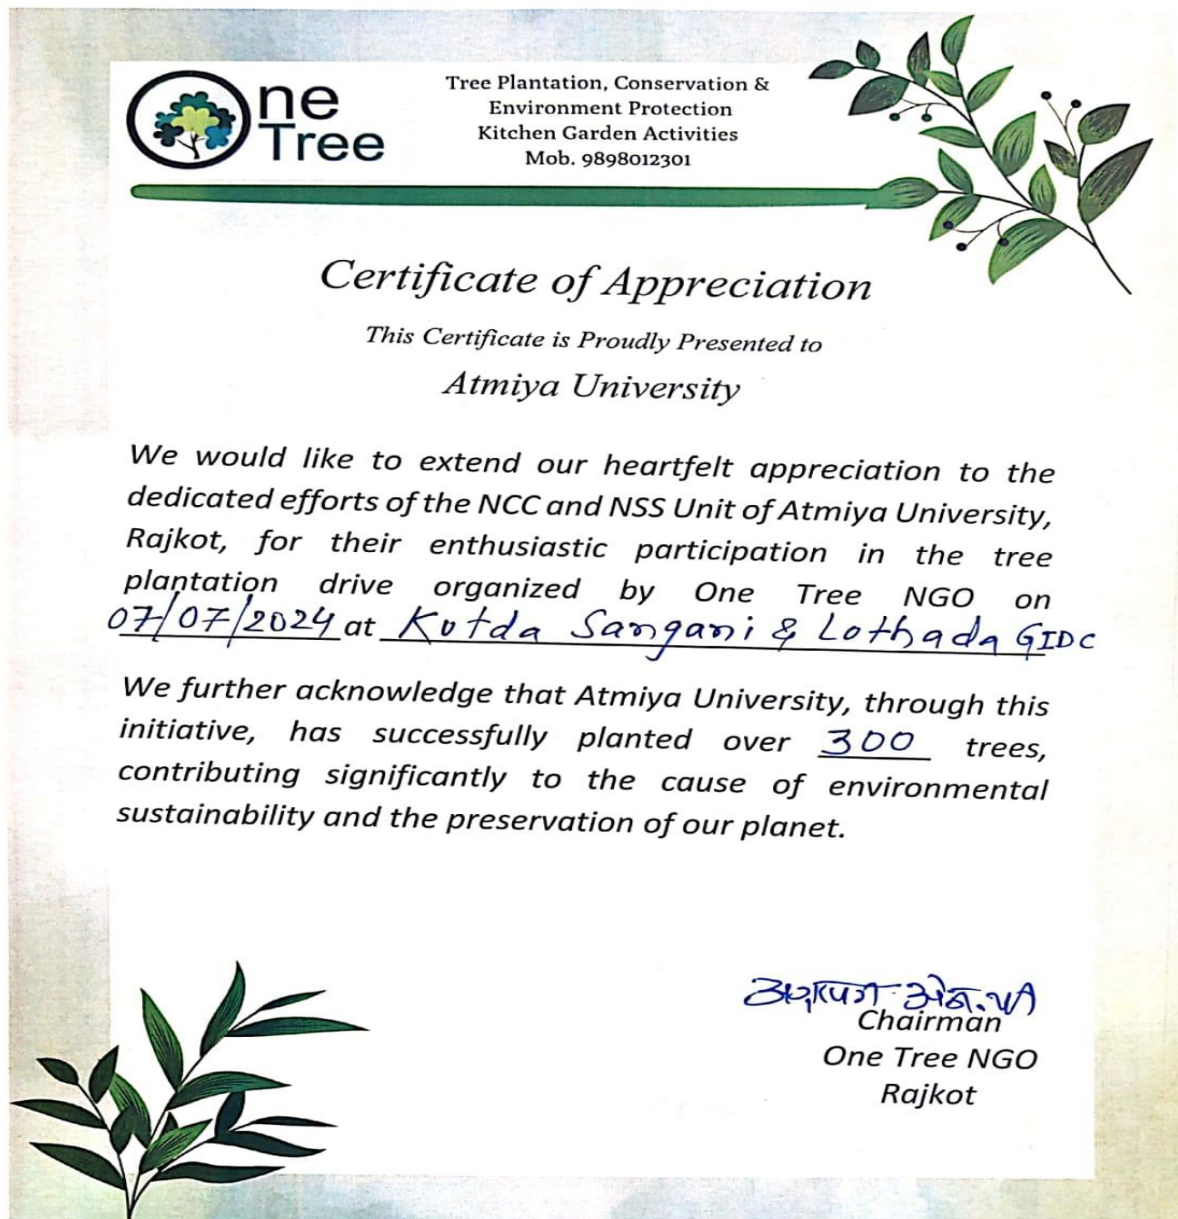 One
Tree
Tree Plantation, Conservation &
Environment Protection
Kitchen Garden Activities
Mob. 9898012301
Certificate of Appreciation
This Certificate is Proudly Presented to
Atmiya University
We would like to extend our heartfelt appreciation to the
dedicated efforts of the NCC and NSS Unit of Atmiya University,
Rajkot, for their enthusiastic participation in the tree
plantation drive organized by One Tree NGO on
07/07/2024 at Kotda Sangani & Lothada GIDC
We further acknowledge that Atmiya University, through this
initiative, has successfully planted over 300 trees,
contributing significantly to the cause of environmental
sustainability and the preservation of our planet.
Chairman
One Tree NGO
Rajkot